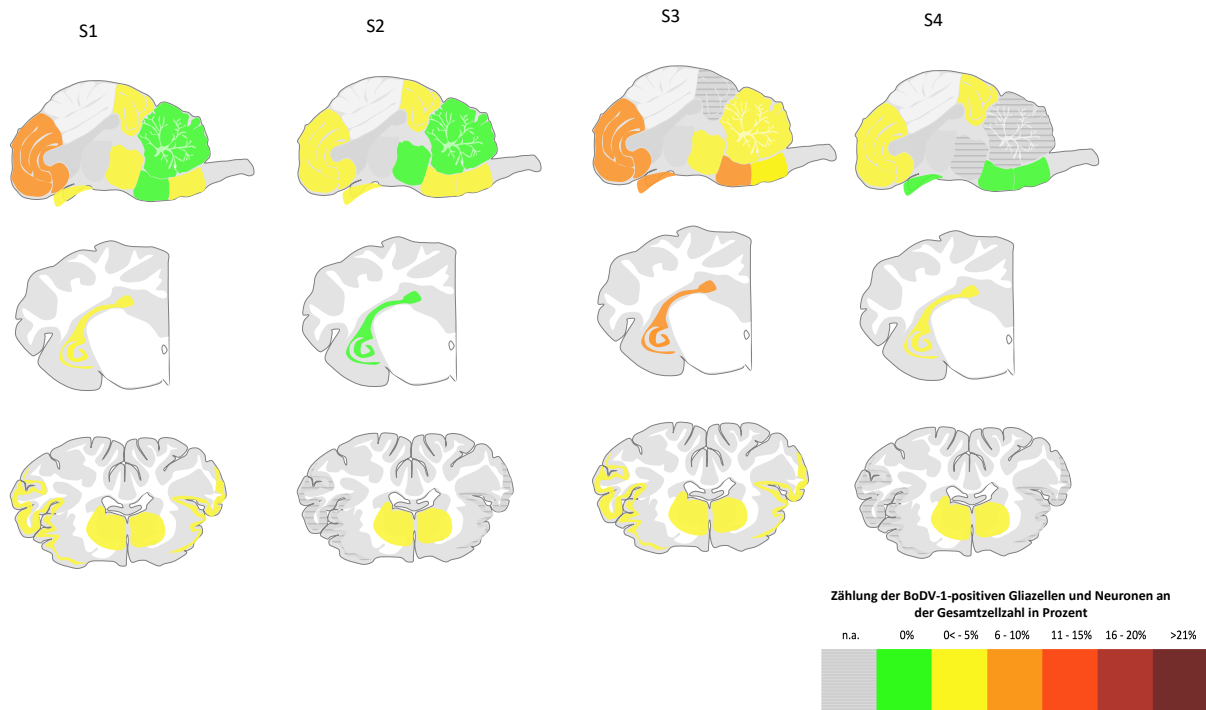 S1
S2
S3
S4
Zählung der BoDV-1-positiven Gliazellen und Neuronen an
der Gesamtzellzahl in Prozent
n.a. 0% 0< - 5% 6 - 10% 11 - 15% 16 - 20% >21%